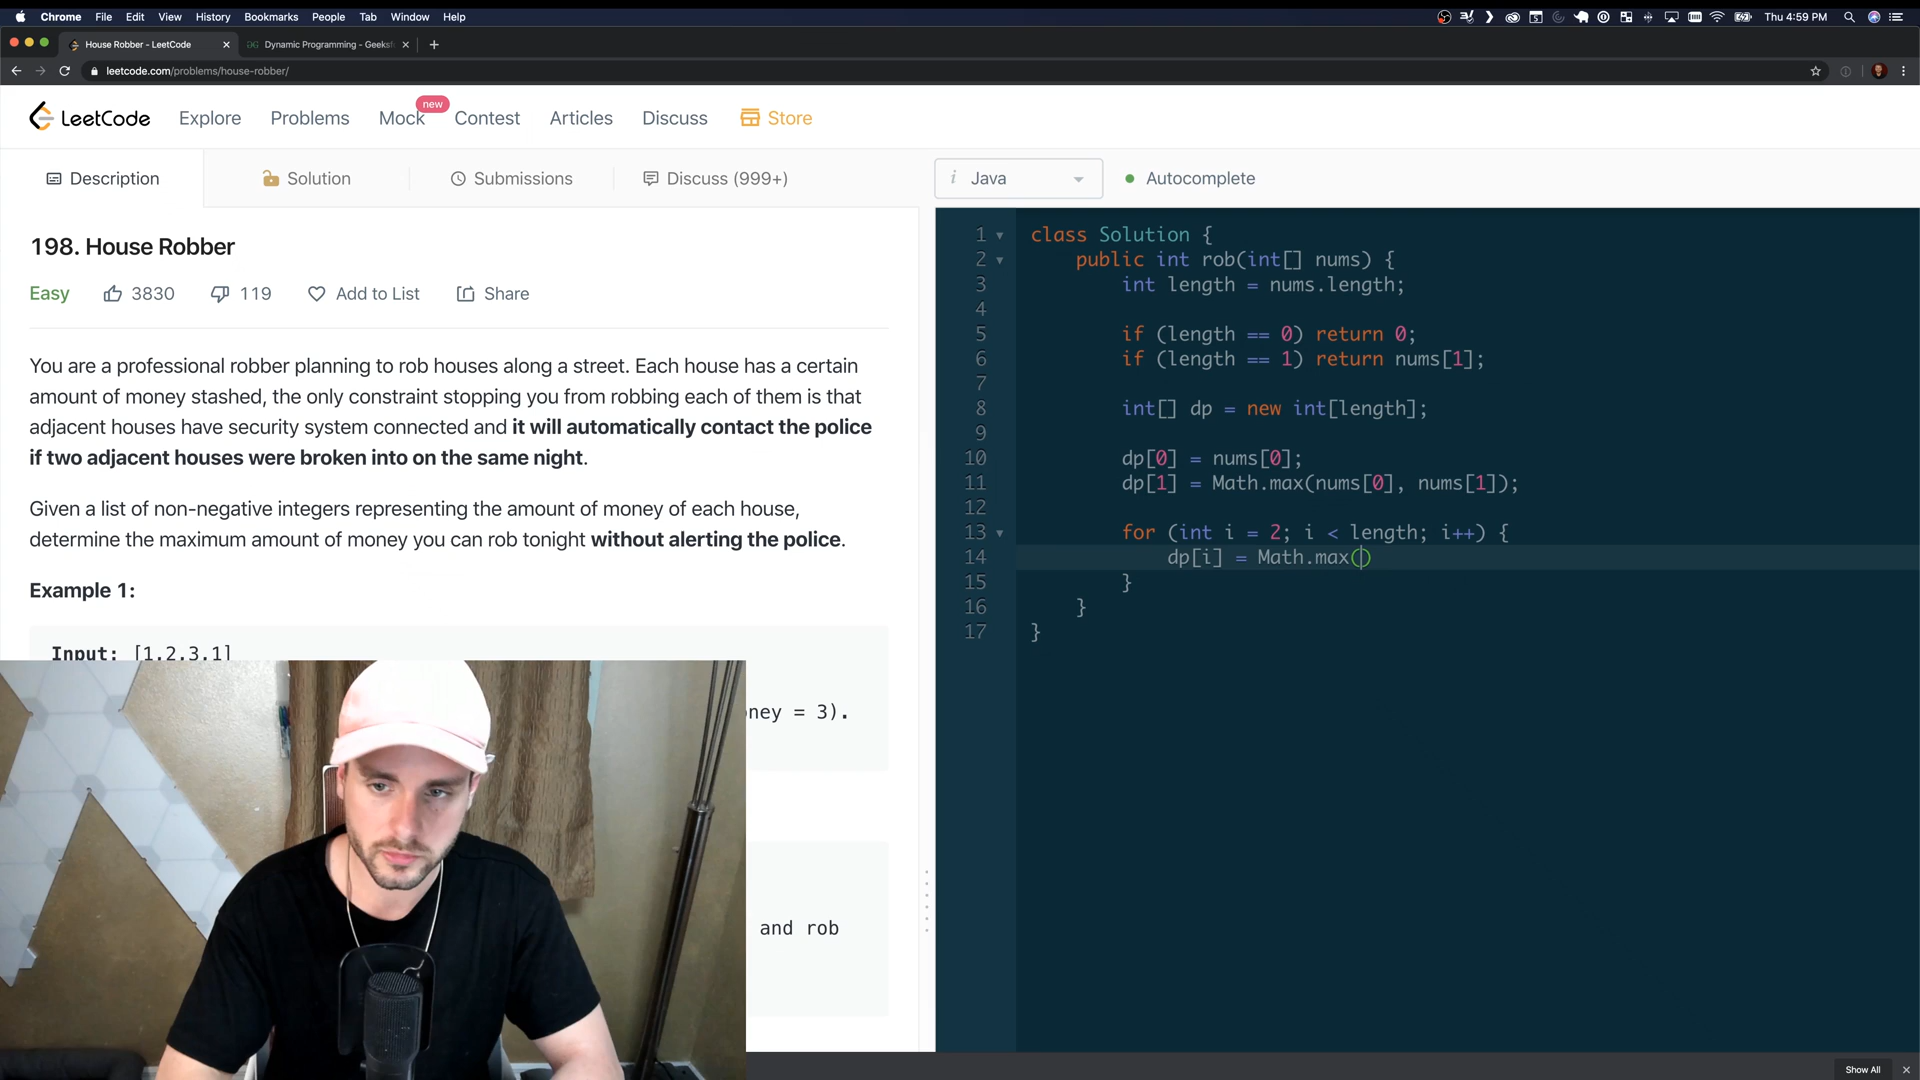 Chrome File Edit View History Bookmarks People Tab Window Help Thu 4:59 PM
House Robber - LeetCode Dynamic Programming - Geeksf
leetcode.com/problems/house-robber/
LeetCode Explore Problems Mock new Contest Articles Discuss Store
Description Solution Submissions Discuss (999+) i Java Autocomplete
198. House Robber
Easy 3830 119 Add to List Share
You are a professional robber planning to rob houses along a street. Each house has a certain
amount of money stashed, the only constraint stopping you from robbing each of them is that
adjacent houses have security system connected and it will automatically contact the police
if two adjacent houses were broken into on the same night.
Given a list of non-negative integers representing the amount of money of each house,
determine the maximum amount of money you can rob tonight without alerting the police.
Example 1:
Input: [1,2,3,1]
ney = 3).
and rob
1 class Solution {
2 public int rob(int[] nums) {
3 int length = nums.length;
4
5 if (length == 0) return 0;
6 if (length == 1) return nums[1];
7
8 int[] dp = new int[length];
9
10 dp[0] = nums[0];
11 dp[1] = Math.max(nums[0], nums[1]);
12
13 for (int i = 2; i < length; i++) {
14 dp[i] = Math.max()
15 }
16 }
17 }
Show All